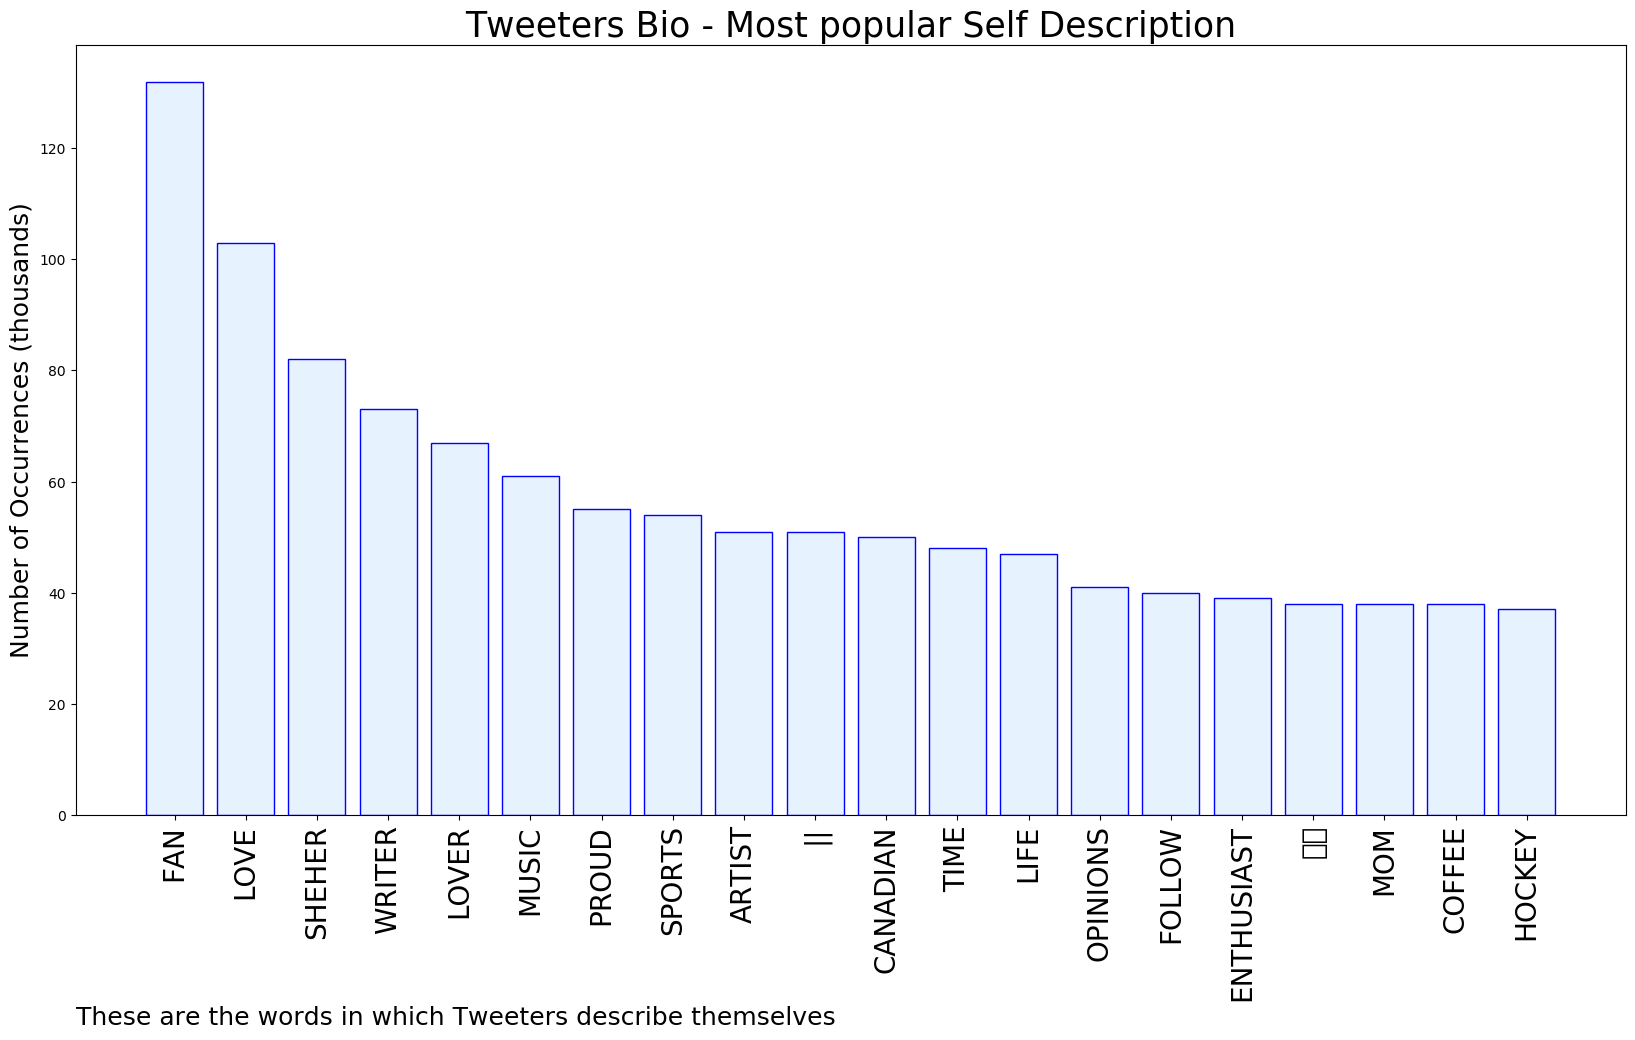 Tweeters Bio - Most popular Self Description
Number of Occurrences (thousands)
120
100
80
60
40
20
0
FAN
LOVE
SHEHER
WRITER
LOVER
MUSIC
PROUD
SPORTS
ARTIST
||
CANADIAN
TIME
LIFE
OPINIONS
FOLLOW
ENTHUSIAST
MOM
COFFEE
HOCKEY
These are the words in which Tweeters describe themselves